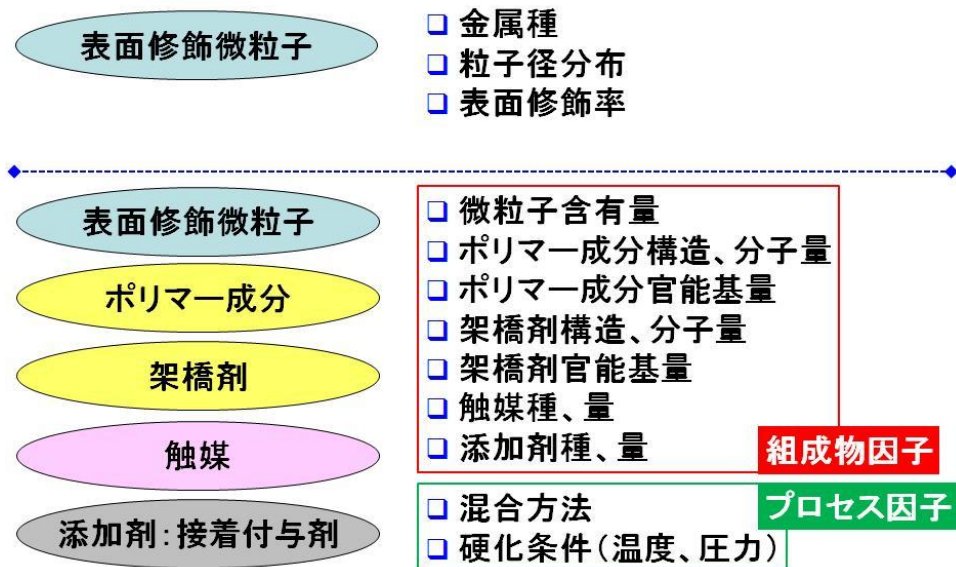 表面修飾微粒子
金属種
粒子径分布
表面修飾率
表面修飾微粒子
ポリマー成分
架橋剤
触媒
添加剤：接着付与剤
微粒子含有量
ポリマー成分構造、分子量
ポリマー成分官能基量
架橋剤構造、分子量
架橋剤官能基量
触媒種、量
添加剤種、量
組成物因子
混合方法
硬化条件（温度、圧力）
プロセス因子